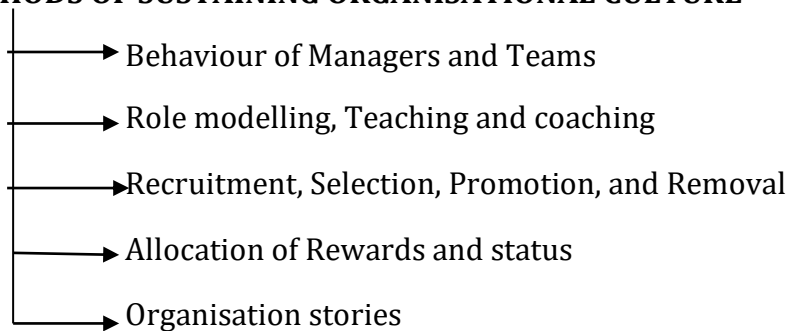 HODS OF SUSTAINING ORGANISATIONAL CULTURE
Behaviour of Managers and Teams
Role modelling, Teaching and coaching
Recruitment, Selection, Promotion, and Removal
Allocation of Rewards and status
Organisation stories